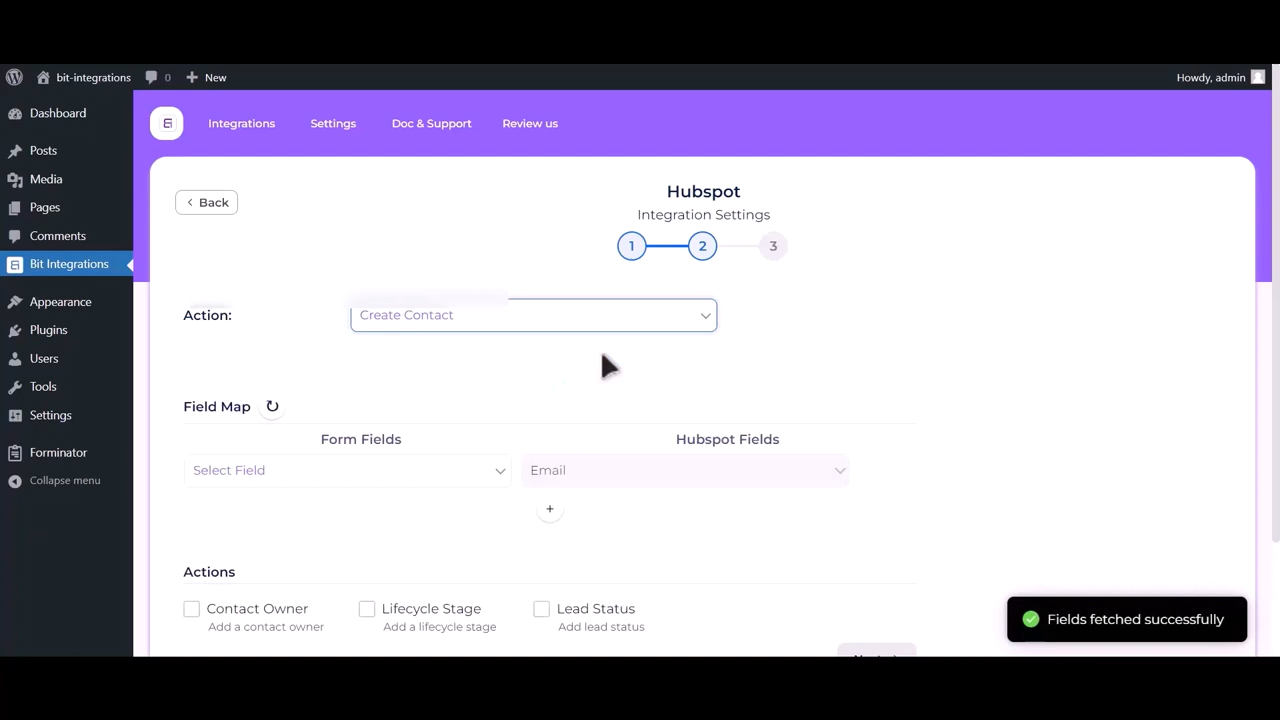 bit-integrations 0 New Howdy, admin
Dashboard
Posts
Media
Pages
Comments
Bit Integrations
Appearance
Plugins
Users
Tools
Settings
Forminator
Collapse menu
Integrations Settings Doc & Support Review us
Back
Hubspot
Integration Settings
1 2 3
Action: Create Contact
Field Map
Form Fields Hubspot Fields
Select Field Email
+
Actions
Contact Owner Lifecycle Stage Lead Status
Add a contact owner Add a lifecycle stage Add lead status
Fields fetched successfully